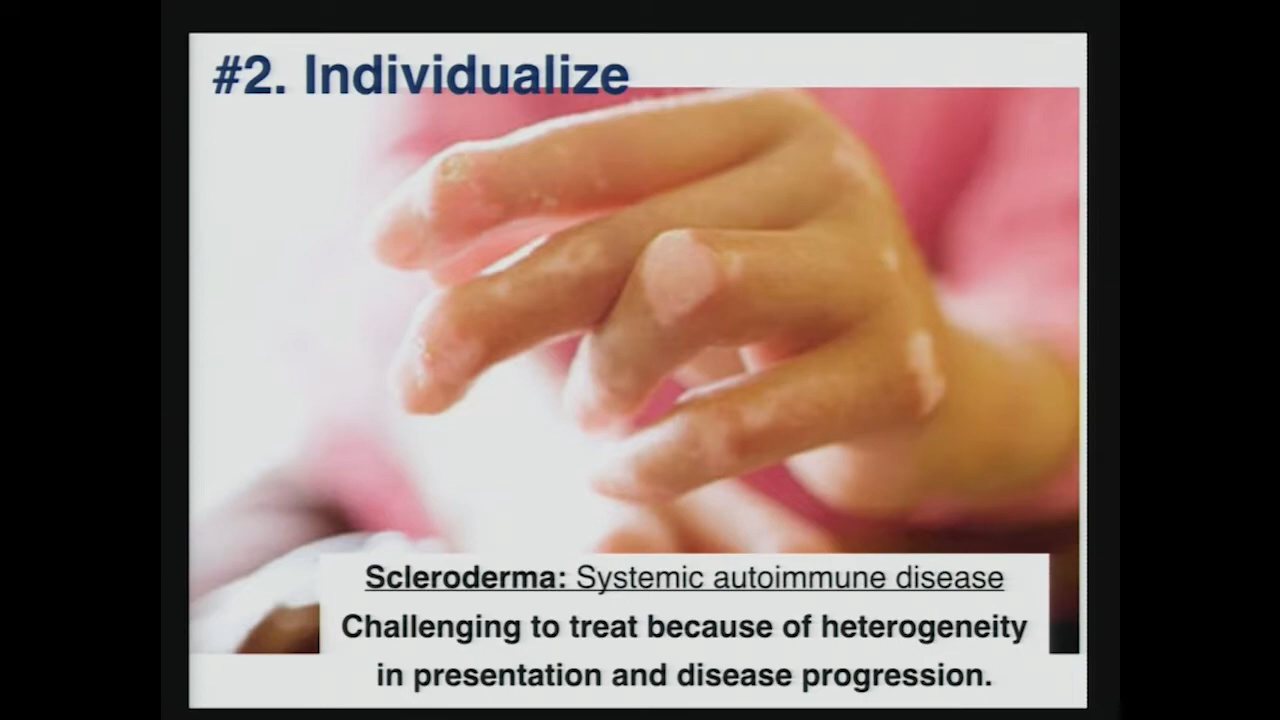 #2. Individualize
Scleroderma: Systemic autoimmune disease
Challenging to treat because of heterogeneity
in presentation and disease progression.